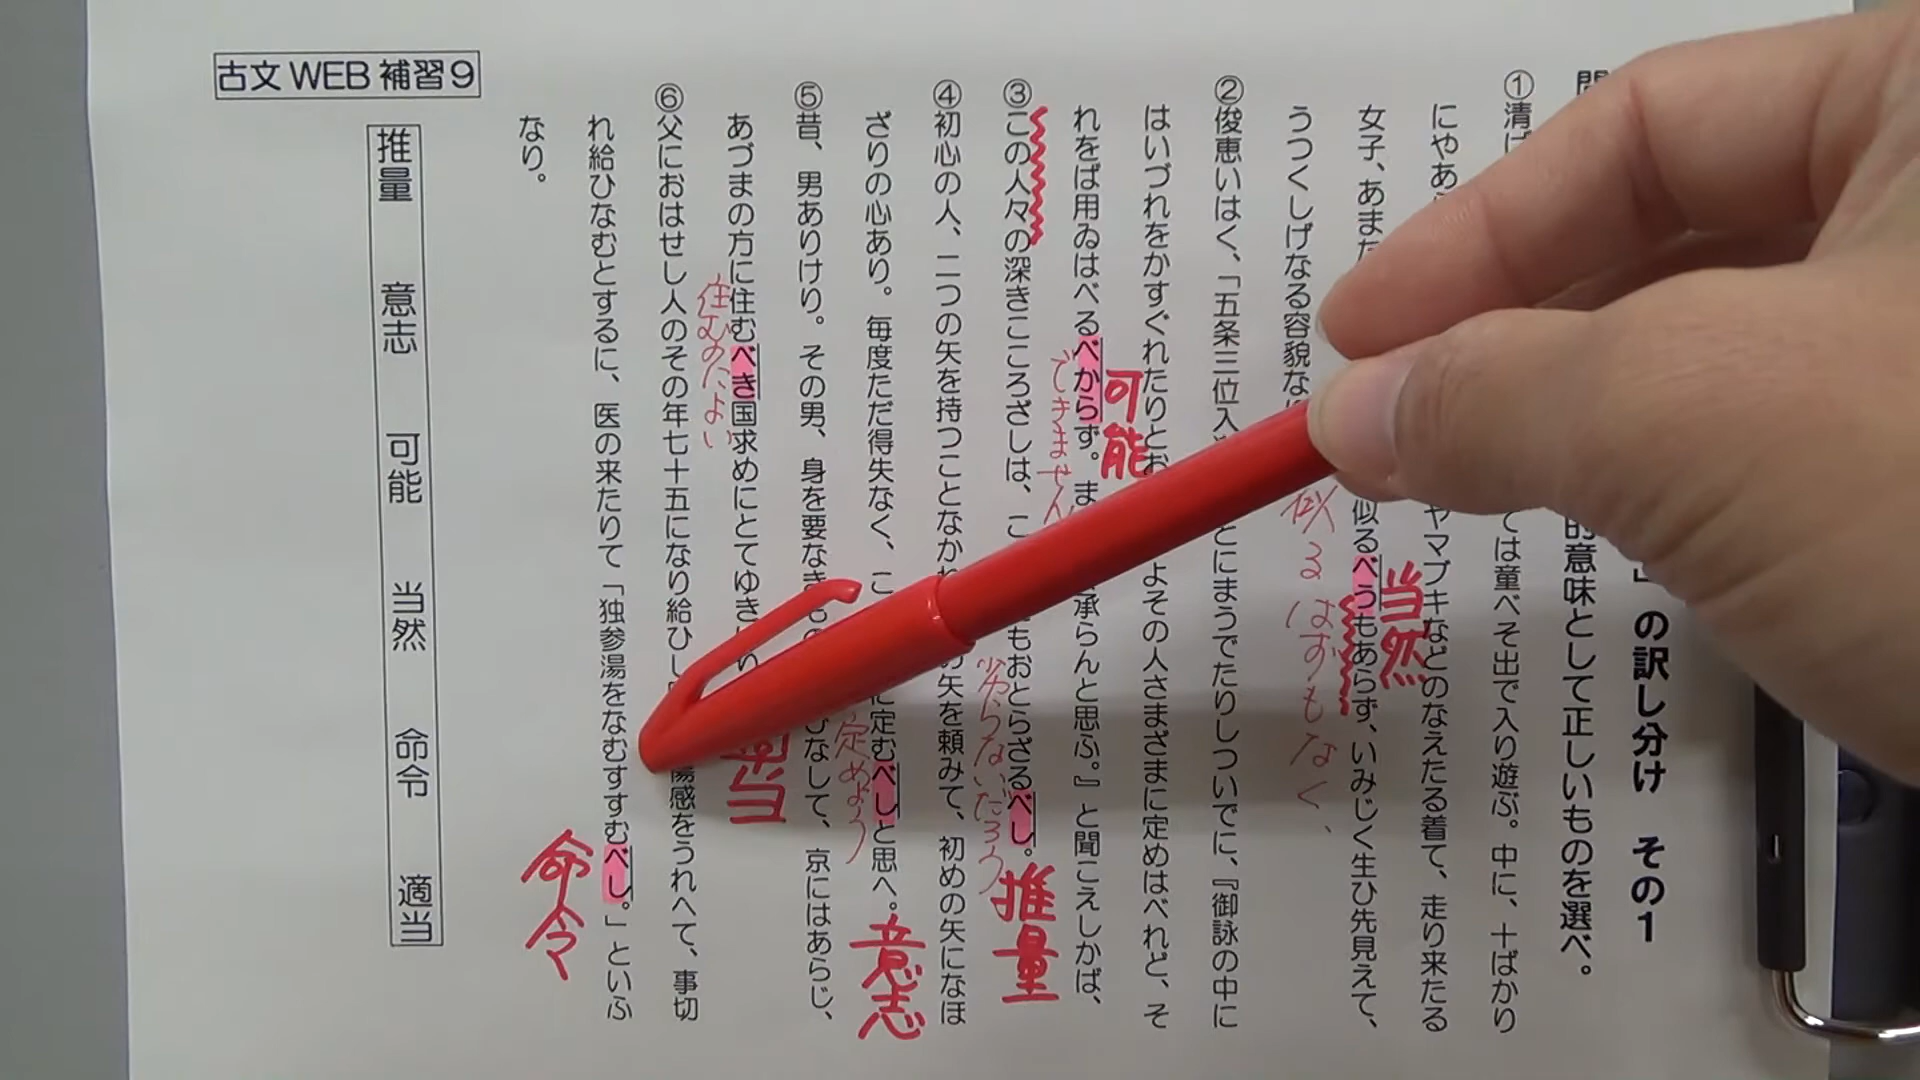 」の訳し分け　その１
的意味として正しいものを選べ。
①清げ
ては童べそ出で入り遊ぶ。中に、十ばかり
にやあ
ヤマブキなどのなえたる着て、走り来たる
当然
女子、あまた
似るべうもあらず、いみじく生ひ先見えて、
似るはずもなく、
うつくしげなる容貌な
②俊恵いはく、「五条三位入
とにまうでたりしついでに、『御詠の中に
はいづれをかすぐれたりとお
よその人さまざまに定めはべれど、そ
可能
れをば用ゐはべるべからず。ま
承らんと思ふ。』と聞こえしかば、
できません
③この人々の深きこころざしは、こ
もおとらざるべし。
推量
劣らないだろう
④初心の人、二つの矢を持つことなかれ
の矢を頼みて、初めの矢になほ
ざりの心あり。毎度ただ得失なく、こ
に定むべしと思へ。
意志
定めよう
⑤昔、男ありけり。その男、身を要なきもの
ひなして、京にはあらじ、
あづまの方に住むべき国求めにとてゆきけり
住むのによい
⑥父におはせし人のその年七十五になり給ひし
傷感をうれへて、事切
れ給ひなむとするに、医の来たりて「独参湯をなむすすむべし。」といふ
命令
なり。
推量　意志　可能　当然　命令　適当
古文 WEB 補習９